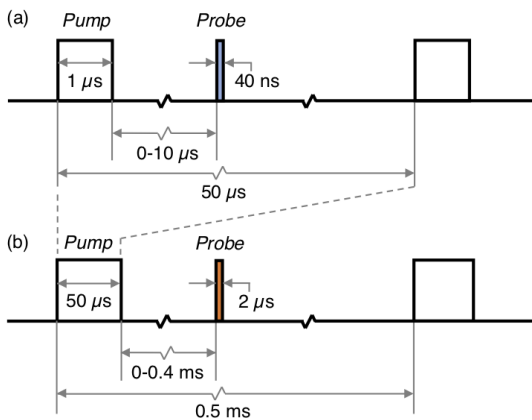 (a)
Pump
Probe
1 µs
40 ns
0-10 µs
50 µs
(b)
Pump
Probe
50 µs
2 µs
0-0.4 ms
0.5 ms